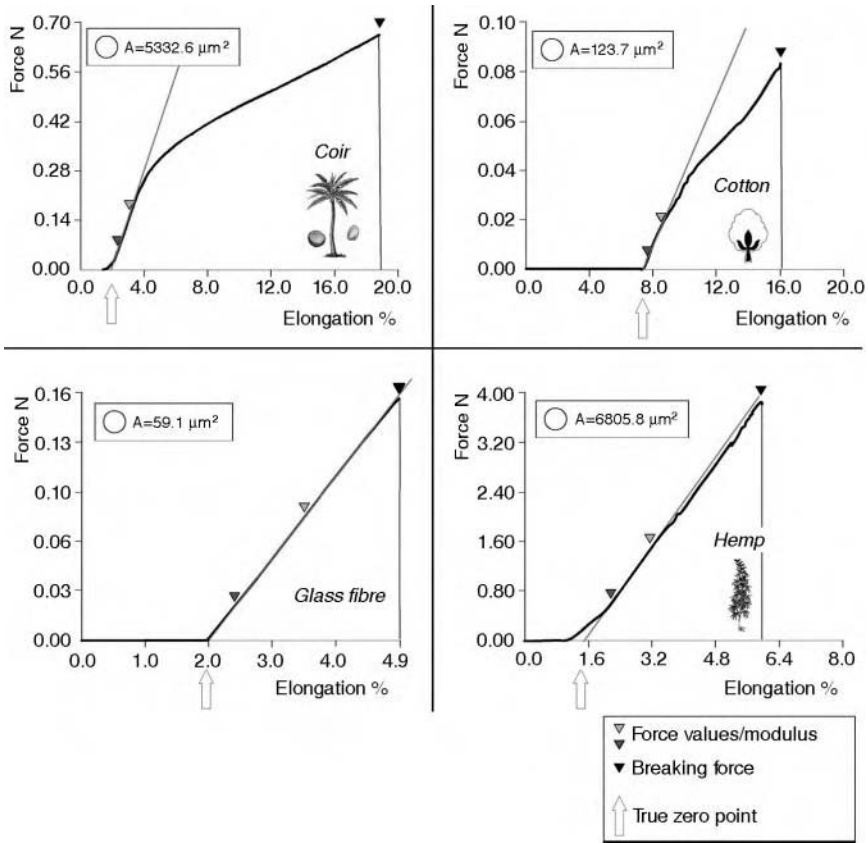 Force N
0.70
0.56
0.42
0.28
0.14
0.00
A=5332.6 µm²
Coir
0.0 4.0 8.0 12.0 16.0 20.0
Elongation %
Force N
0.10
0.08
0.06
0.04
0.02
0.00
A=123.7 µm²
Cotton
0.0 4.0 8.0 12.0 16.0 20.0
Elongation %
Force N
0.16
0.13
0.10
0.06
0.03
0.00
A=59.1 µm²
Glass fibre
0.0 1.0 2.0 3.0 4.0 4.9
Elongation %
Force N
4.00
3.20
2.40
1.60
0.80
0.00
A=6805.8 µm²
Hemp
0.0 1.6 3.2 4.8 6.4 8.0
Elongation %
Force values/modulus
Breaking force
True zero point